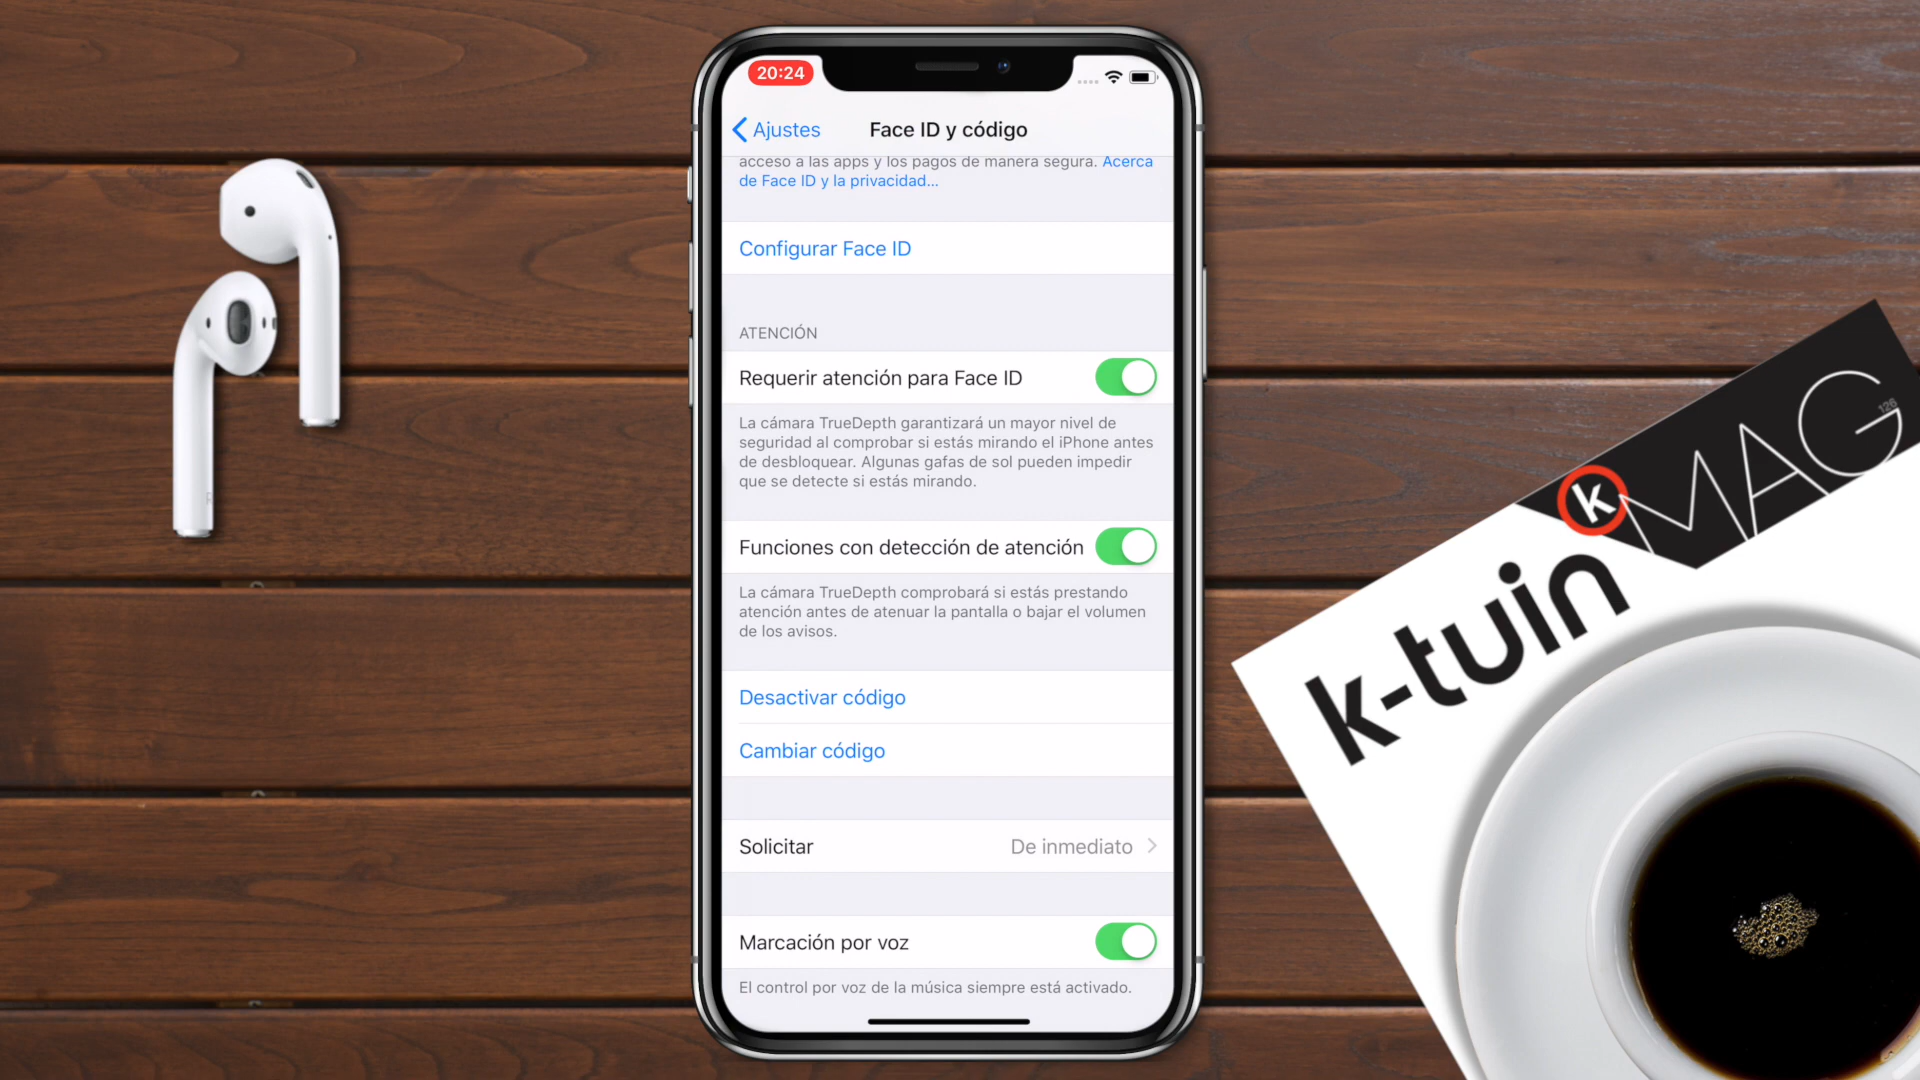 20:24
Ajustes
Face ID y código
acceso a las apps y los pagos de manera segura. Acerca
de Face ID y la privacidad...
Configurar Face ID
ATENCIÓN
Requerir atención para Face ID
La cámara TrueDepth garantizará un mayor nivel de
seguridad al comprobar si estás mirando el iPhone antes
de desbloquear. Algunas gafas de sol pueden impedir
que se detecte si estás mirando.
Funciones con detección de atención
La cámara TrueDepth comprobará si estás prestando
atención antes de atenuar la pantalla o bajar el volumen
de los avisos.
Desactivar código
Cambiar código
Solicitar
De inmediato
Marcación por voz
El control por voz de la música siempre está activado.
R
k MAG 126
k-tuin